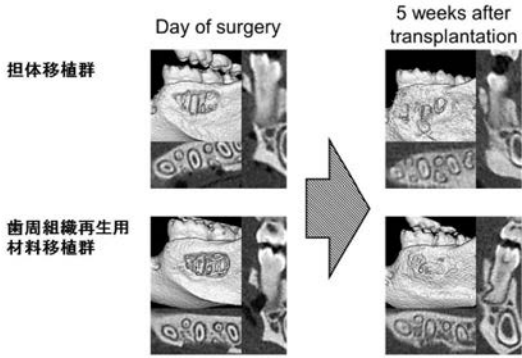 Day of surgery
5 weeks after
transplantation
担体移植群
歯周組織再生用
材料移植群